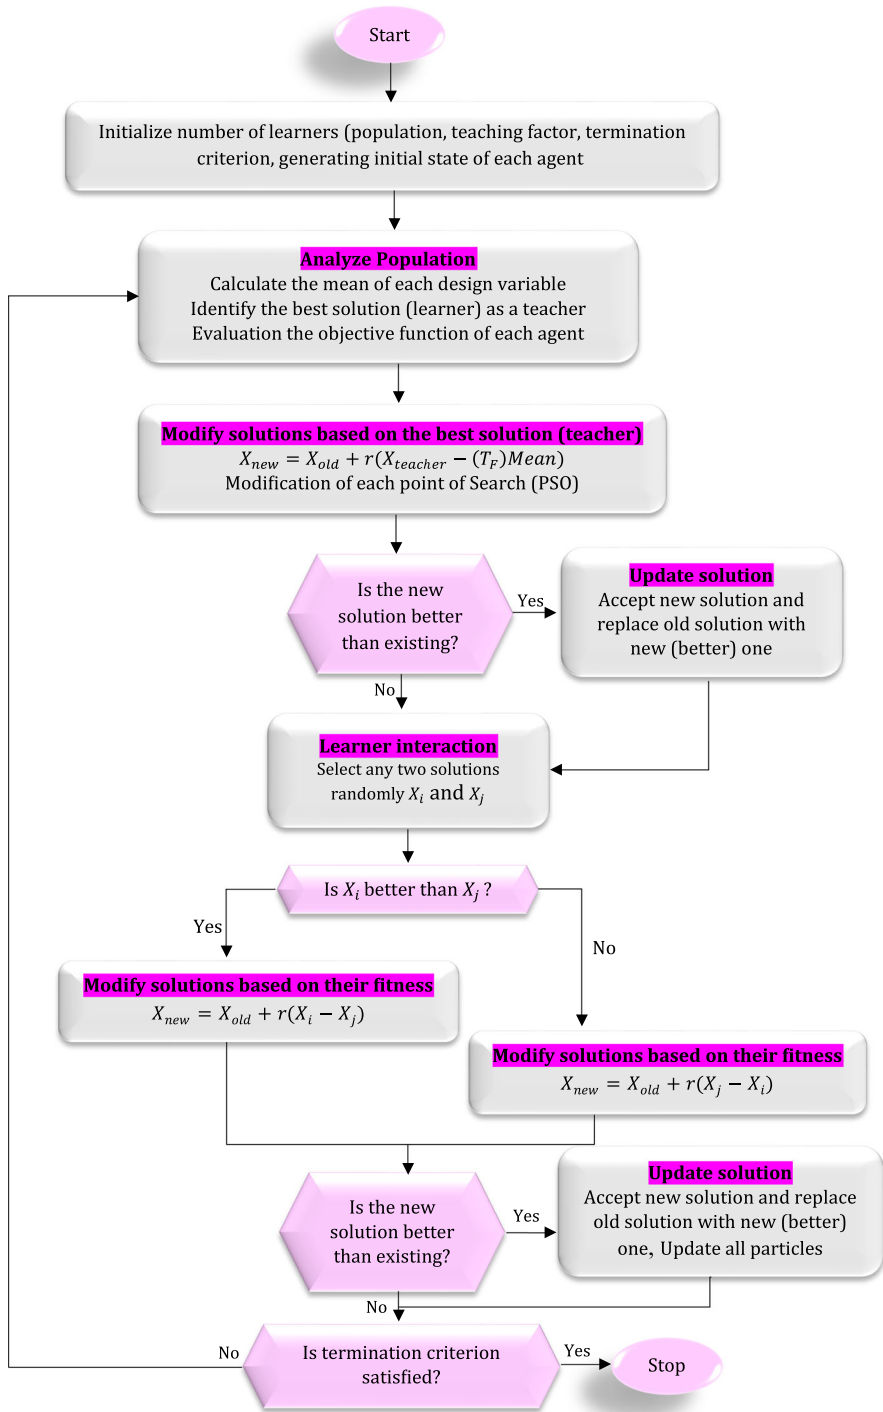 Start
Initialize number of learners (population, teaching factor, termination
criterion, generating initial state of each agent
Analyze Population
Calculate the mean of each design variable
Identify the best solution (learner) as a teacher
Evaluation the objective function of each agent
Modify solutions based on the best solution (teacher)
X_new = X_old + r(X_teacher − (T_F)Mean)
Modification of each point of Search (PSO)
Is the new
solution better
than existing?
Yes
Update solution
Accept new solution and
replace old solution with
new (better) one
No
Learner interaction
Select any two solutions
randomly X_i and X_j
Is X_i better than X_j ?
Yes
No
Modify solutions based on their fitness
X_new = X_old + r(X_i − X_j)
Modify solutions based on their fitness
X_new = X_old + r(X_j − X_i)
Is the new
solution better
than existing?
Yes
Update solution
Accept new solution and replace
old solution with new (better)
one, Update all particles
No
Is termination criterion
satisfied?
No
Yes
Stop